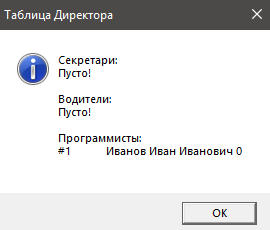 Таблица Директора
Секретари:
Пусто!
Водители:
Пусто!
Программисты:
#1 Иванов Иван Иванович 0
OK